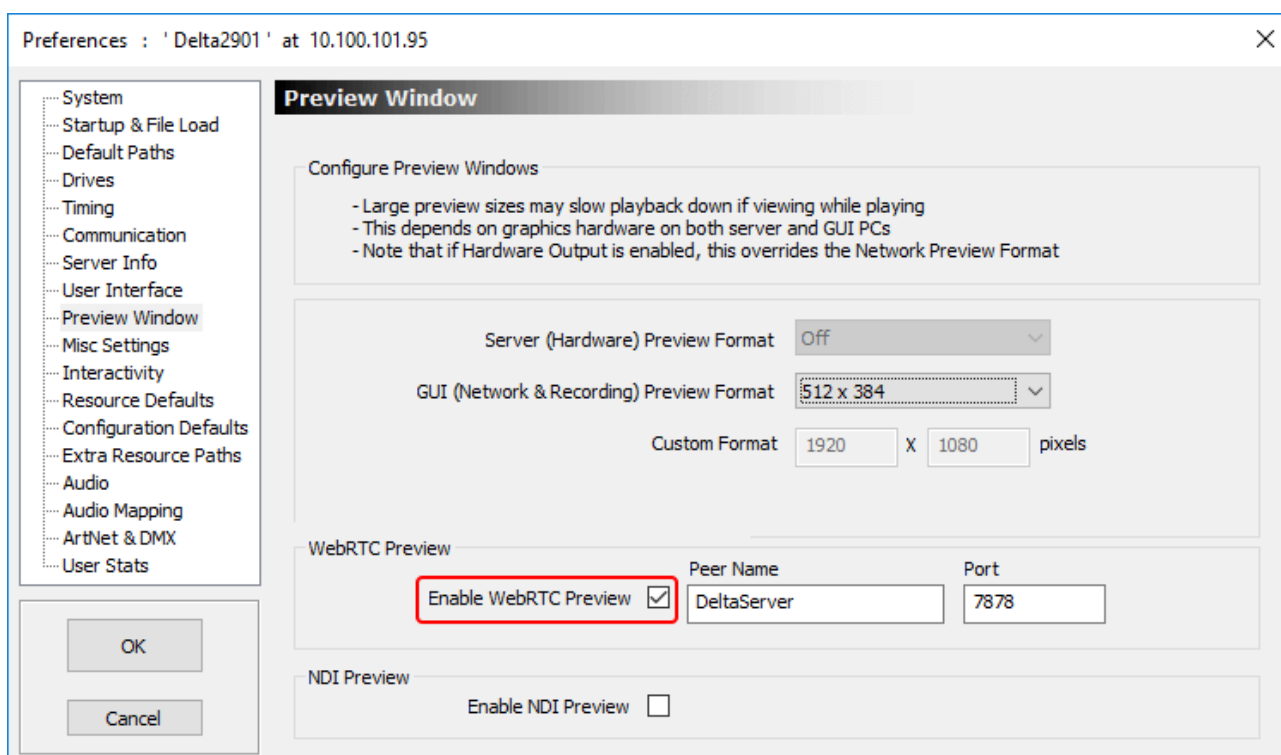 Preferences : ' Delta2901 ' at 10.100.101.95
System
Startup & File Load
Default Paths
Drives
Timing
Communication
Server Info
User Interface
Preview Window
Misc Settings
Interactivity
Resource Defaults
Configuration Defaults
Extra Resource Paths
Audio
Audio Mapping
ArtNet & DMX
User Stats
OK
Cancel
Preview Window
Configure Preview Windows
- Large preview sizes may slow playback down if viewing while playing
- This depends on graphics hardware on both server and GUI PCs
- Note that if Hardware Output is enabled, this overrides the Network Preview Format
Server (Hardware) Preview Format Off
GUI (Network & Recording) Preview Format 512 x 384
Custom Format 1920 X 1080 pixels
WebRTC Preview
Peer Name Port
Enable WebRTC Preview DeltaServer 7878
NDI Preview
Enable NDI Preview